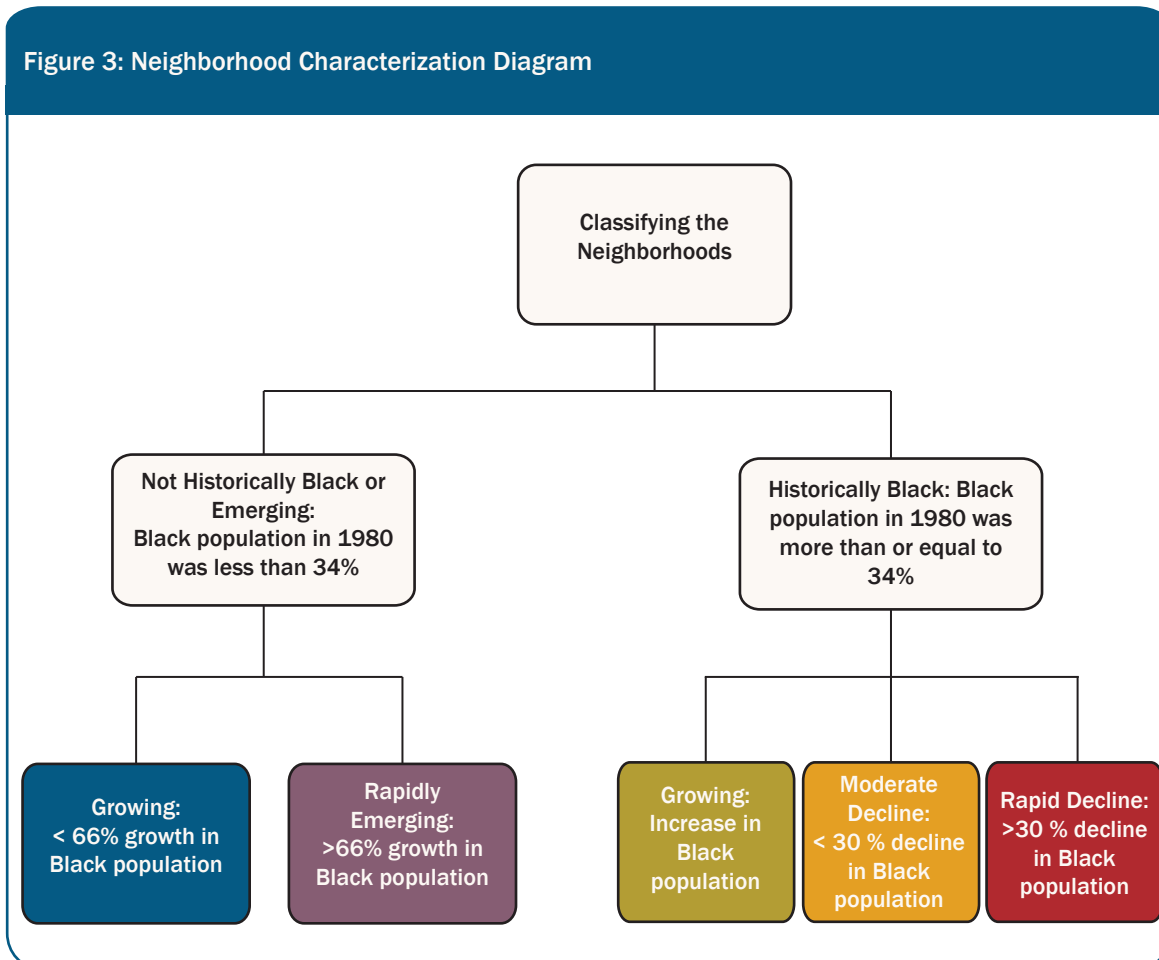 Figure 3: Neighborhood Characterization Diagram
Classifying the
Neighborhoods
Not Historically Black or
Emerging:
Black population in 1980
was less than 34%
Historically Black: Black
population in 1980 was
more than or equal to
34%
Growing:
< 66% growth in
Black population
Rapidly
Emerging:
>66% growth in
Black population
Growing:
Increase in
Black
population
Moderate
Decline:
< 30 % decline
in Black
population
Rapid Decline:
>30 % decline
in Black
population